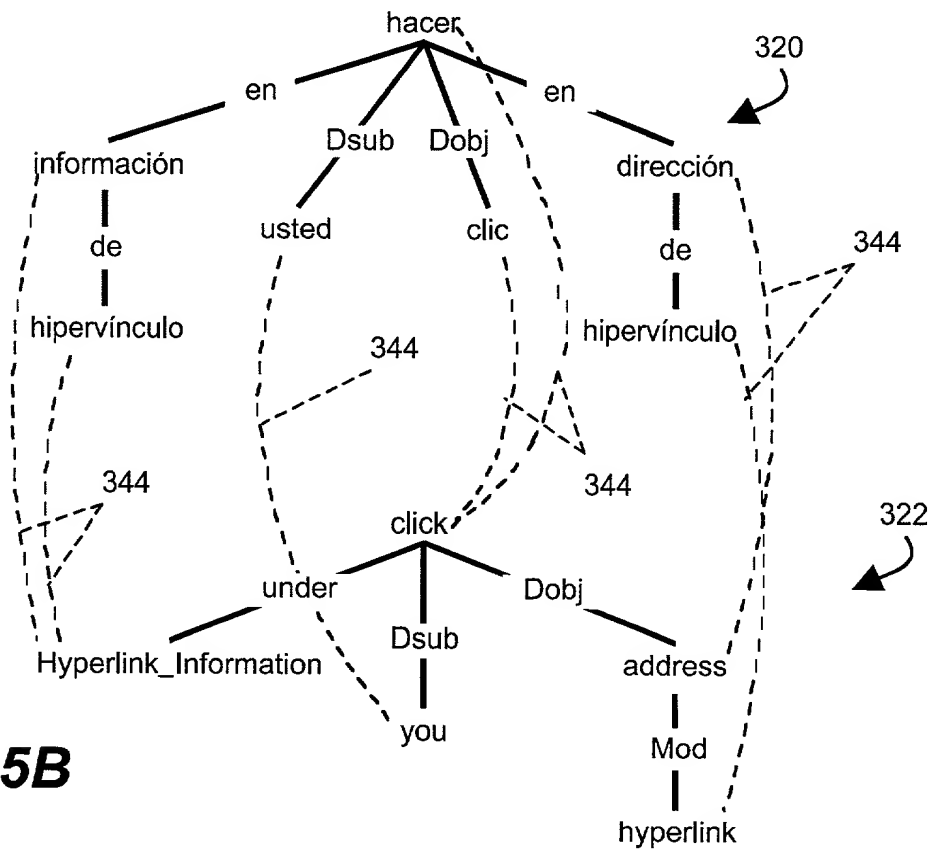 hacer
320
en
en
Dsub Dobj
información
dirección
usted
clic
de
de
344
hipervínculo
hipervínculo
344
344
344
click
322
under
Dobj
Dsub
Hyperlink_Information
address
you
Mod
5B
hyperlink